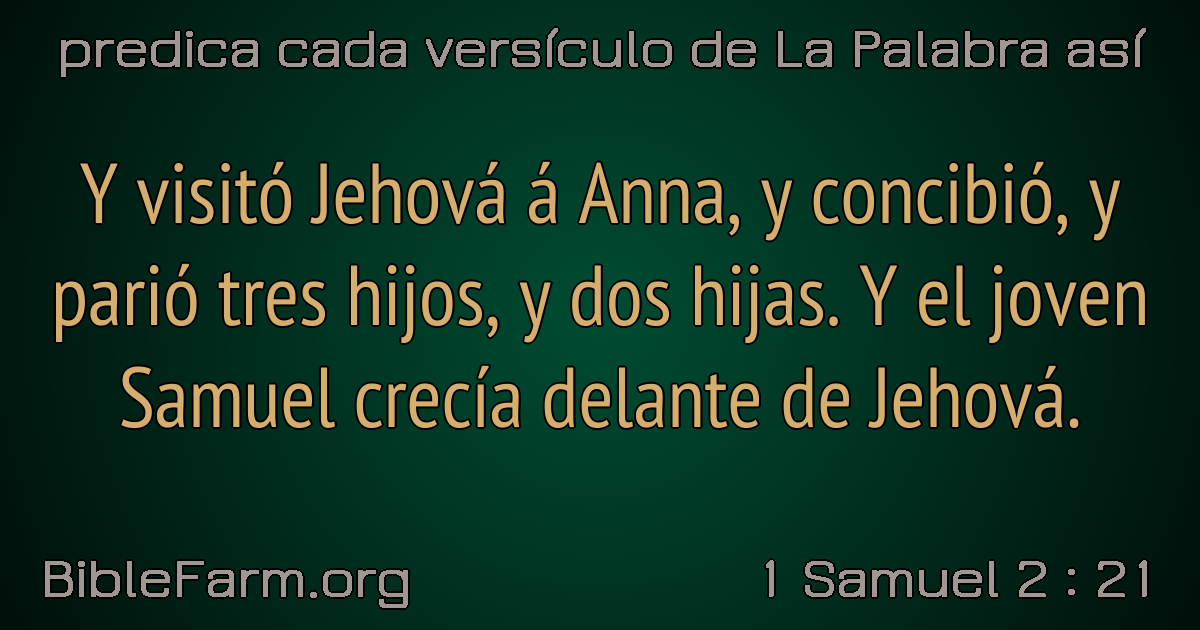 predica cada versículo de La Palabra así
Y visitó Jehová á Anna, y concibió, y
parió tres hijos, y dos hijas. Y el joven
Samuel crecía delante de Jehová.
BibleFarm.org
1 Samuel 2 : 21